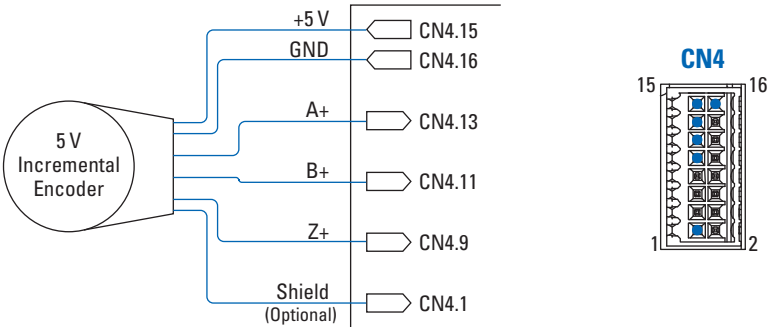 +5 V
CN4.15
GND
CN4.16
A+
CN4.13
5 V
Incremental
Encoder
B+
CN4.11
Z+
CN4.9
Shield
(Optional)
CN4.1
CN4
15
16
1
2